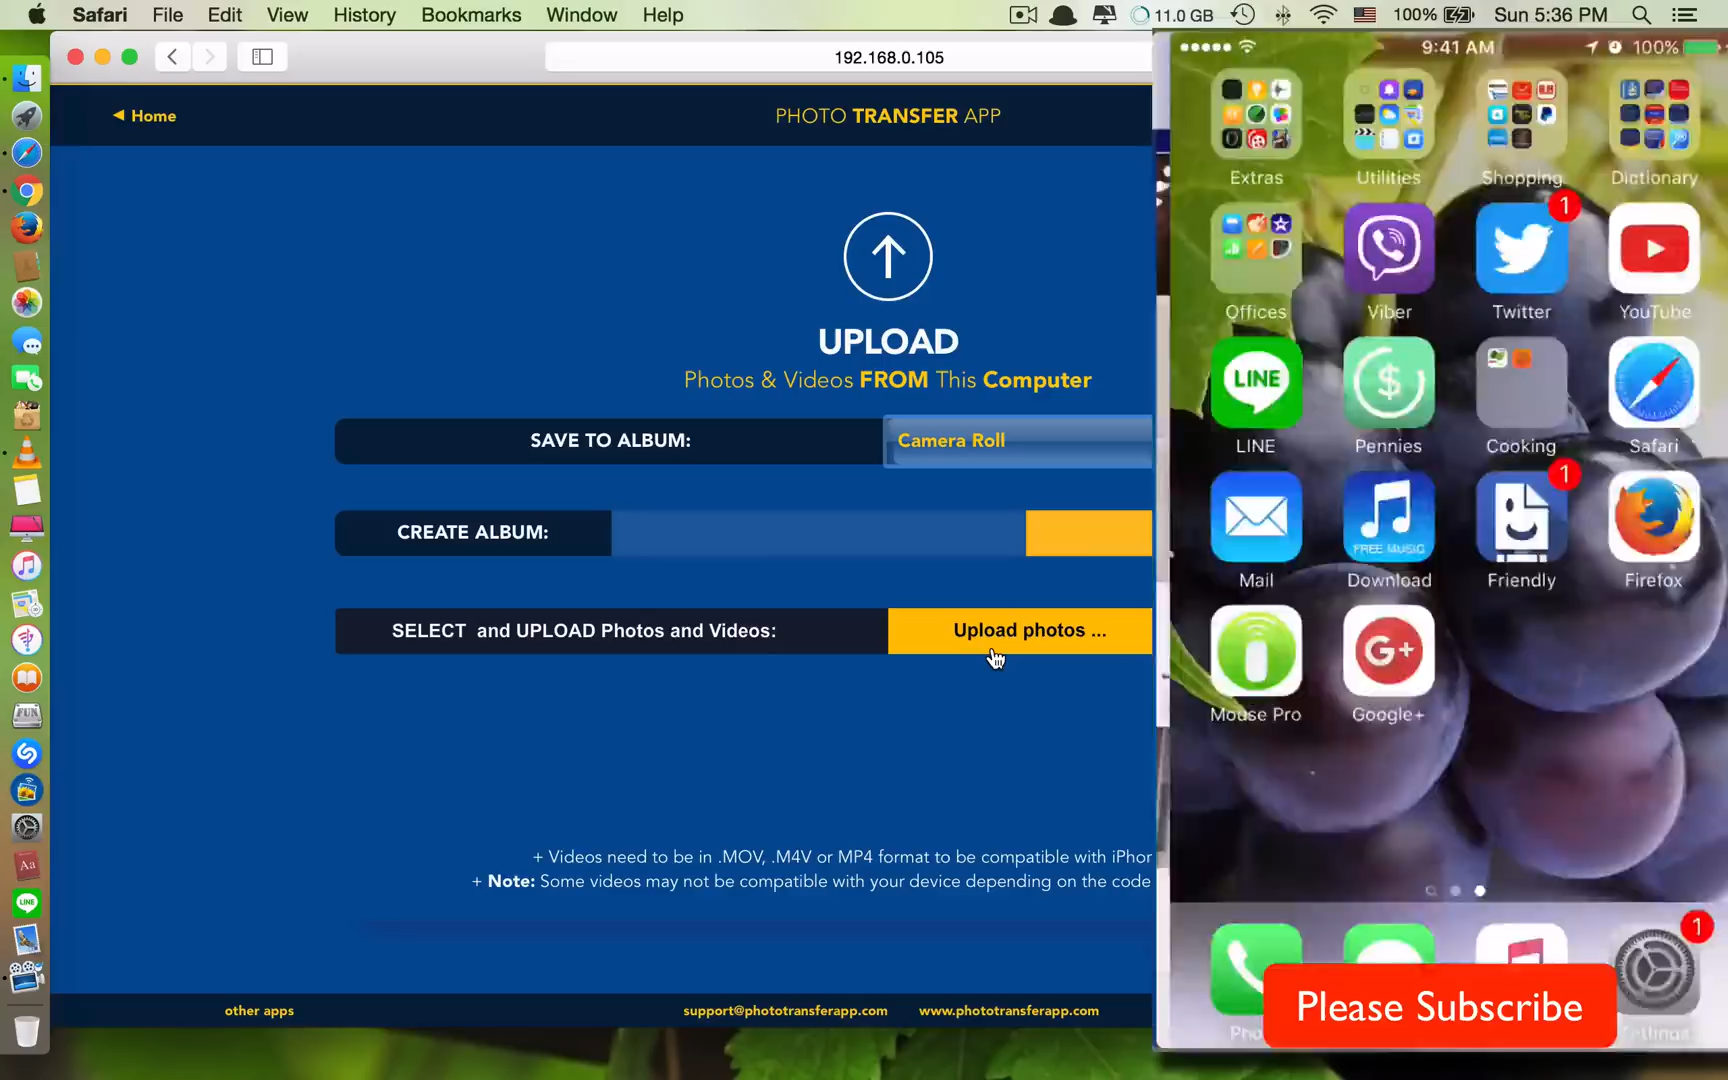 Safari File Edit View History Bookmarks Window Help 11.0 GB 100% Sun 5:36 PM
192.168.0.105
Home
PHOTO TRANSFER APP
UPLOAD
Photos & Videos FROM This Computer
SAVE TO ALBUM: Camera Roll
CREATE ALBUM:
SELECT and UPLOAD Photos and Videos: Upload photos ...
+ Videos need to be in .MOV, .M4V or MP4 format to be compatible with
+ Note: Some videos may not be compatible with your device depending on the code
other apps support@phototransferapp.com www.phototransferapp.com
9:41 AM 100%
Extras Utilities Shopping Dictionary
1
Offices Viber Twitter YouTube
LINE
LINE Pennies Cooking Safari
1
FREE MUSIC
Mail Download Friendly Firefox
G+
Mouse Pro Google+
1
Please Subscribe
FUN
Aa
LINE